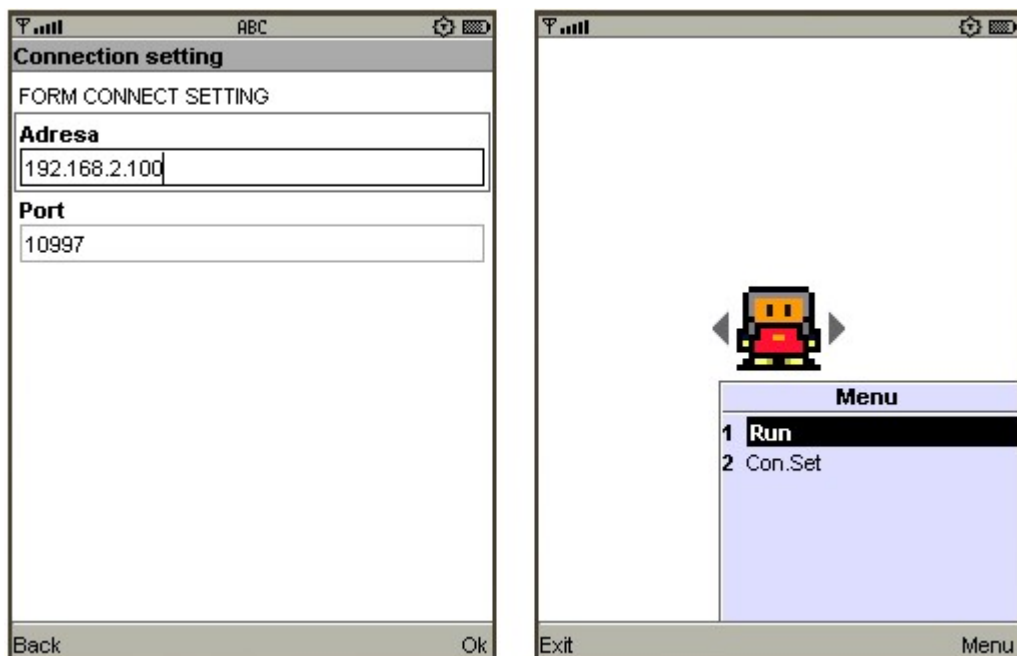 ABC
Connection setting
FORM CONNECT SETTING
Adresa
192.168.2.100
Port
10997
Back
Ok
Menu
1 Run
2 Con.Set
Exit
Menu